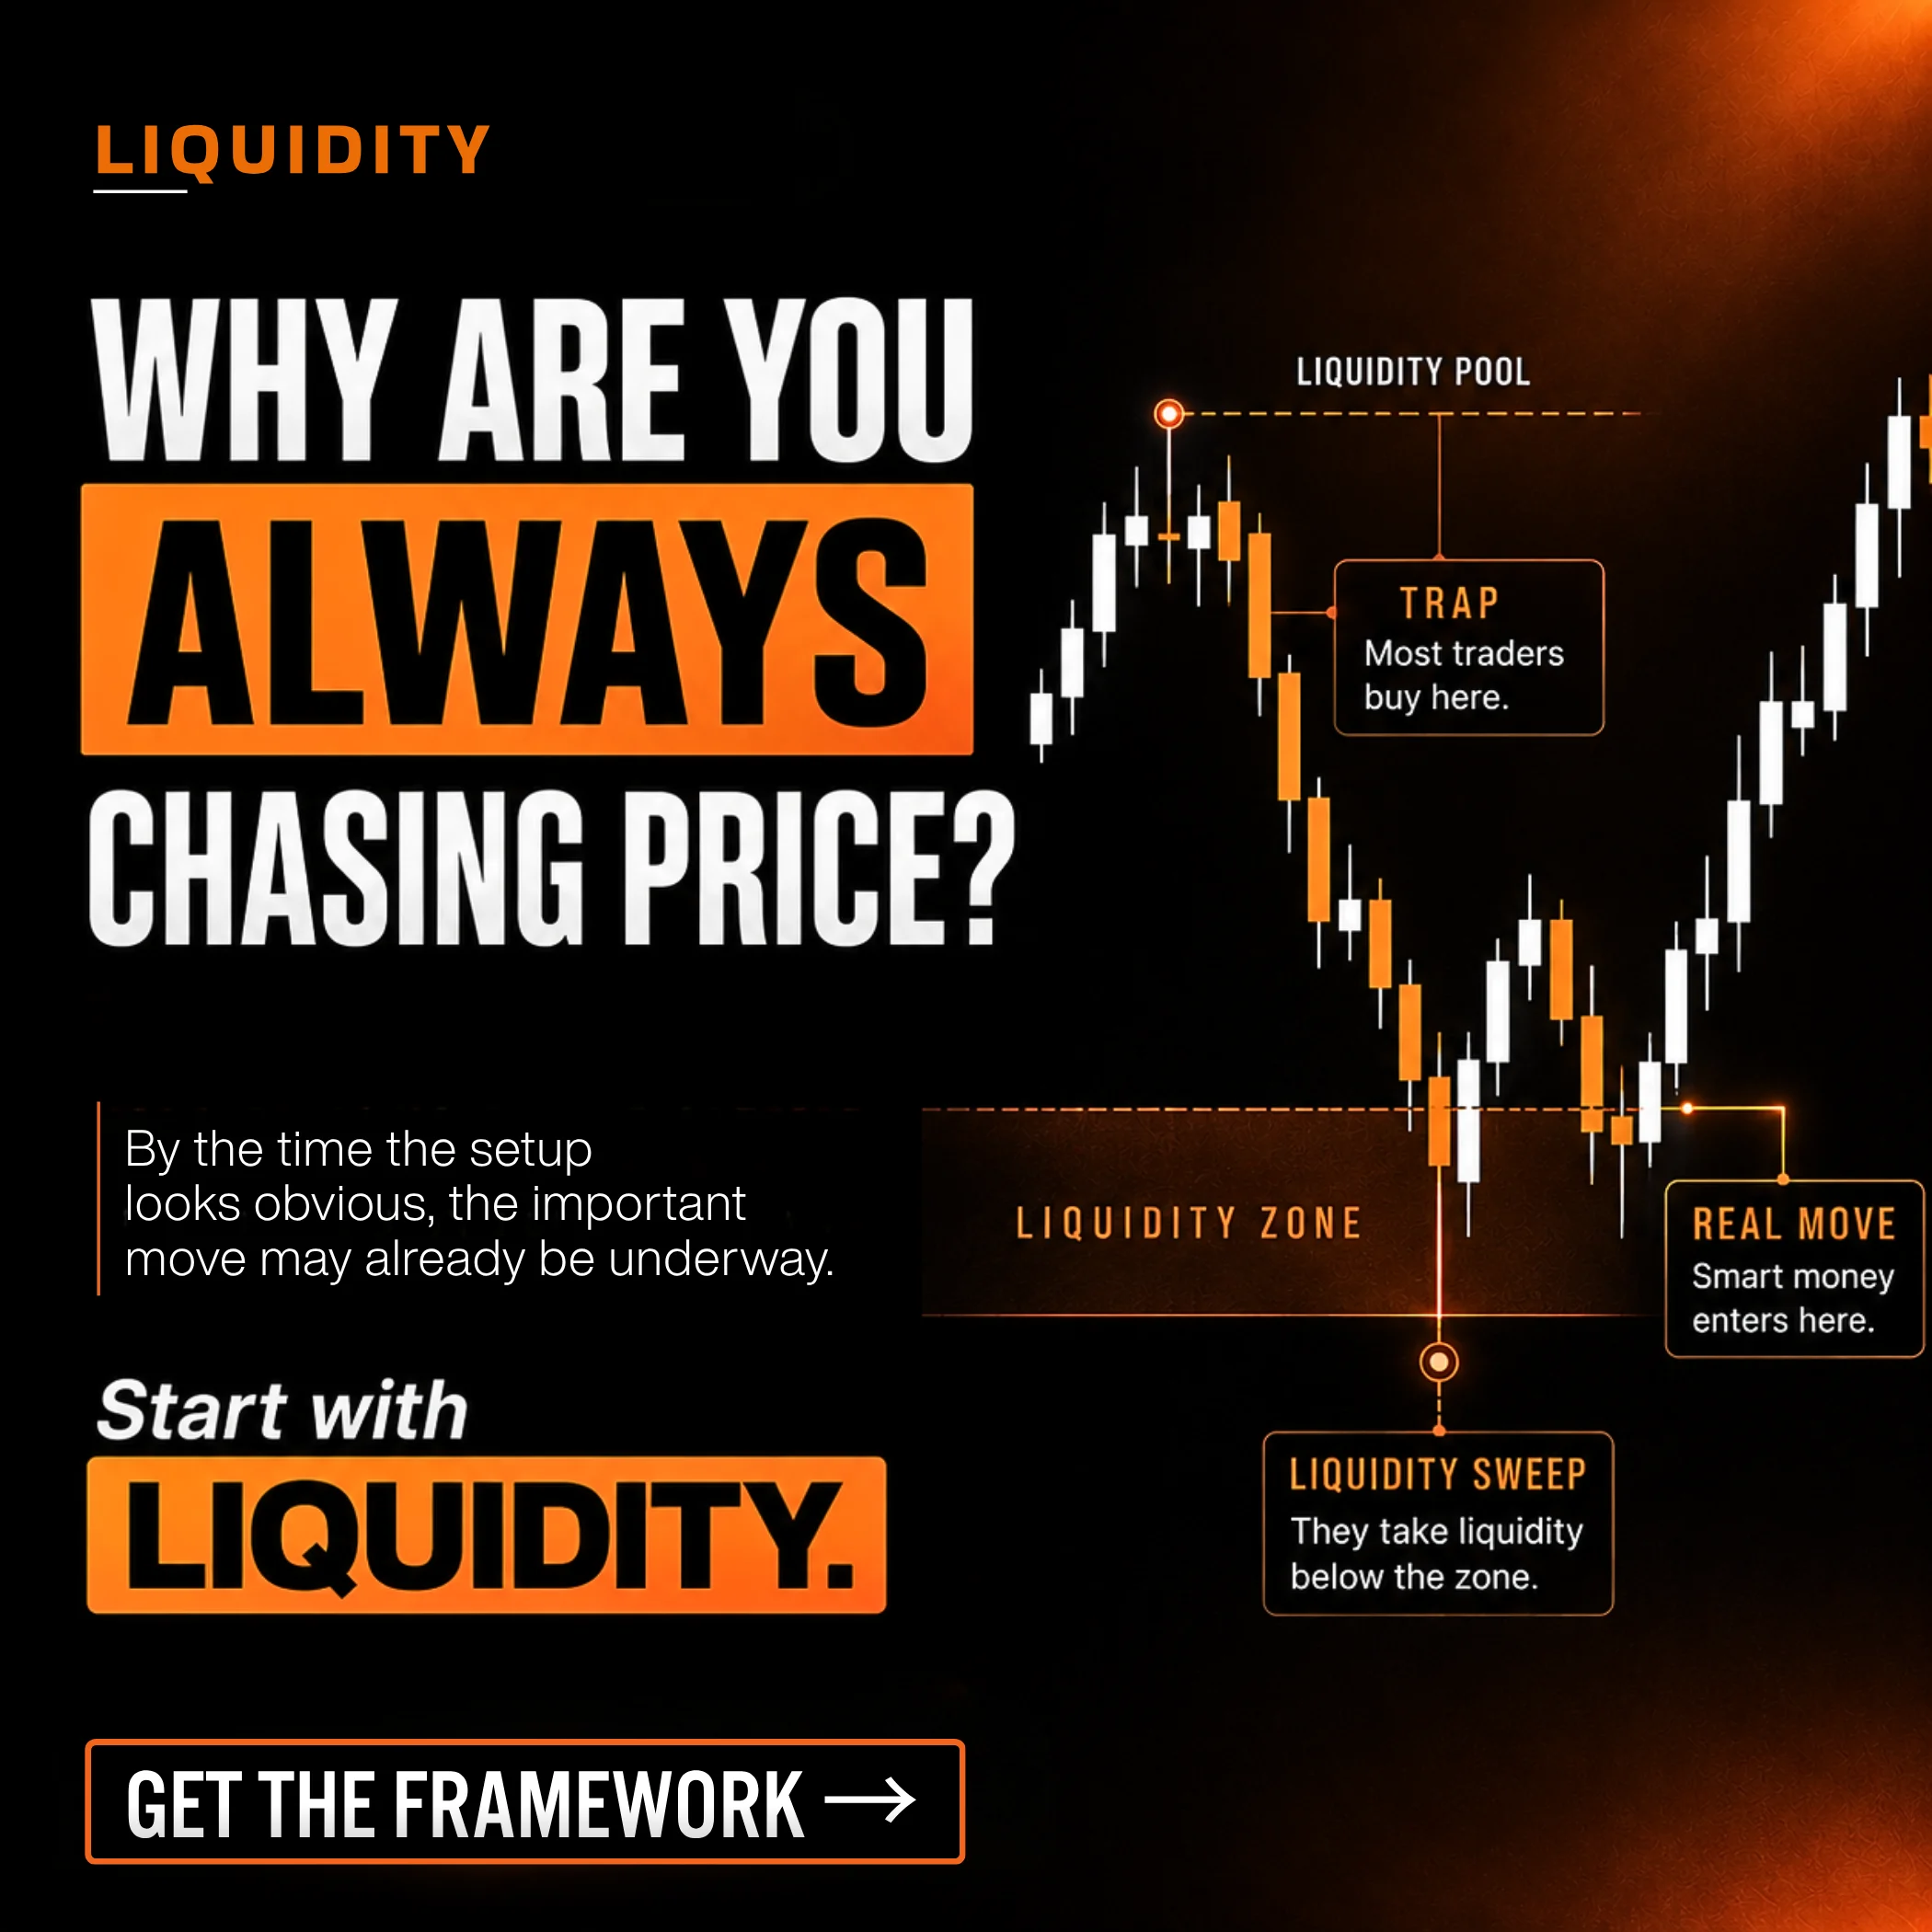 LIQUIDITY
WHY ARE YOU
ALWAYS
CHASING PRICE?
By the time the setup
looks obvious, the important
move may already be underway.
Start with
LIQUIDITY.
GET THE FRAMEWORK →
LIQUIDITY POOL
TRAP
Most traders
buy here.
LIQUIDITY ZONE
REAL MOVE
Smart money
enters here.
LIQUIDITY SWEEP
They take liquidity
below the zone.